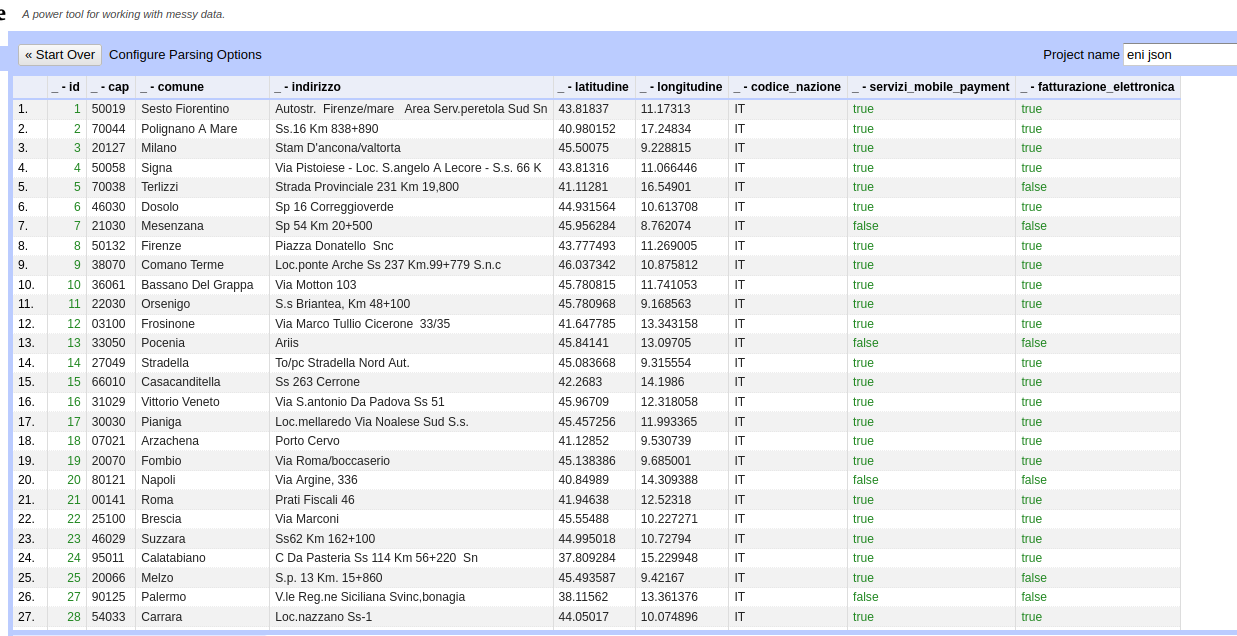 e A power tool for working with messy data.
« Start Over Configure Parsing Options Project name eni json
_ - id _ - cap _ - comune _ - indirizzo _ - latitudine _ - longitudine _ - codice_nazione _ - servizi_mobile_payment _ - fatturazione_elettronica
1. 1 50019 Sesto Fiorentino Autostr.  Firenze/mare   Area Serv.peretola Sud Sn 43.81837 11.17313 IT true true
2. 2 70044 Polignano A Mare Ss.16 Km 838+890 40.980152 17.24834 IT true true
3. 3 20127 Milano Stam D'ancona/valtorta 45.50075 9.228815 IT true true
4. 4 50058 Signa Via Pistoiese - Loc. S.angelo A Lecore - S.s. 66 K 43.81316 11.066446 IT true true
5. 5 70038 Terlizzi Strada Provinciale 231 Km 19,800 41.11281 16.54901 IT true false
6. 6 46030 Dosolo Sp 16 Correggioverde 44.931564 10.613708 IT true true
7. 7 21030 Mesenzana Sp 54 Km 20+500 45.956284 8.762074 IT false false
8. 8 50132 Firenze Piazza Donatello  Snc 43.777493 11.269005 IT true true
9. 9 38070 Comano Terme Loc.ponte Arche Ss 237 Km.99+779 S.n.c 46.037342 10.875812 IT true true
10. 10 36061 Bassano Del Grappa Via Motton 103 45.780815 11.741053 IT true true
11. 11 22030 Orsenigo S.s Briantea, Km 48+100 45.780968 9.168563 IT true true
12. 12 03100 Frosinone Via Marco Tullio Cicerone  33/35 41.647785 13.343158 IT true true
13. 13 33050 Pocenia Ariis 45.84141 13.09705 IT false false
14. 14 27049 Stradella To/pc Stradella Nord Aut. 45.083668 9.315554 IT true true
15. 15 66010 Casacanditella Ss 263 Cerrone 42.2683 14.1986 IT true true
16. 16 31029 Vittorio Veneto Via S.antonio Da Padova Ss 51 45.96709 12.318058 IT true true
17. 17 30030 Pianiga Loc.mellaredo Via Noalese Sud S.s. 45.457256 11.993365 IT true true
18. 18 07021 Arzachena Porto Cervo 41.12852 9.530739 IT true true
19. 19 20070 Fombio Via Roma/boccaserio 45.138386 9.685001 IT true true
20. 20 80121 Napoli Via Argine, 336 40.84989 14.309388 IT false false
21. 21 00141 Roma Prati Fiscali 46 41.94638 12.52318 IT true true
22. 22 25100 Brescia Via Marconi 45.55488 10.227271 IT true true
23. 23 46029 Suzzara Ss62 Km 162+100 44.995018 10.72794 IT true true
24. 24 95011 Calatabiano C Da Pasteria Ss 114 Km 56+220  Sn 37.809284 15.229948 IT true true
25. 25 20066 Melzo S.p. 13 Km. 15+860 45.493587 9.42167 IT true false
26. 27 90125 Palermo V.le Reg.ne Siciliana Svinc,bonagia 38.11562 13.361376 IT false false
27. 28 54033 Carrara Loc.nazzano Ss-1 44.05017 10.074896 IT true true